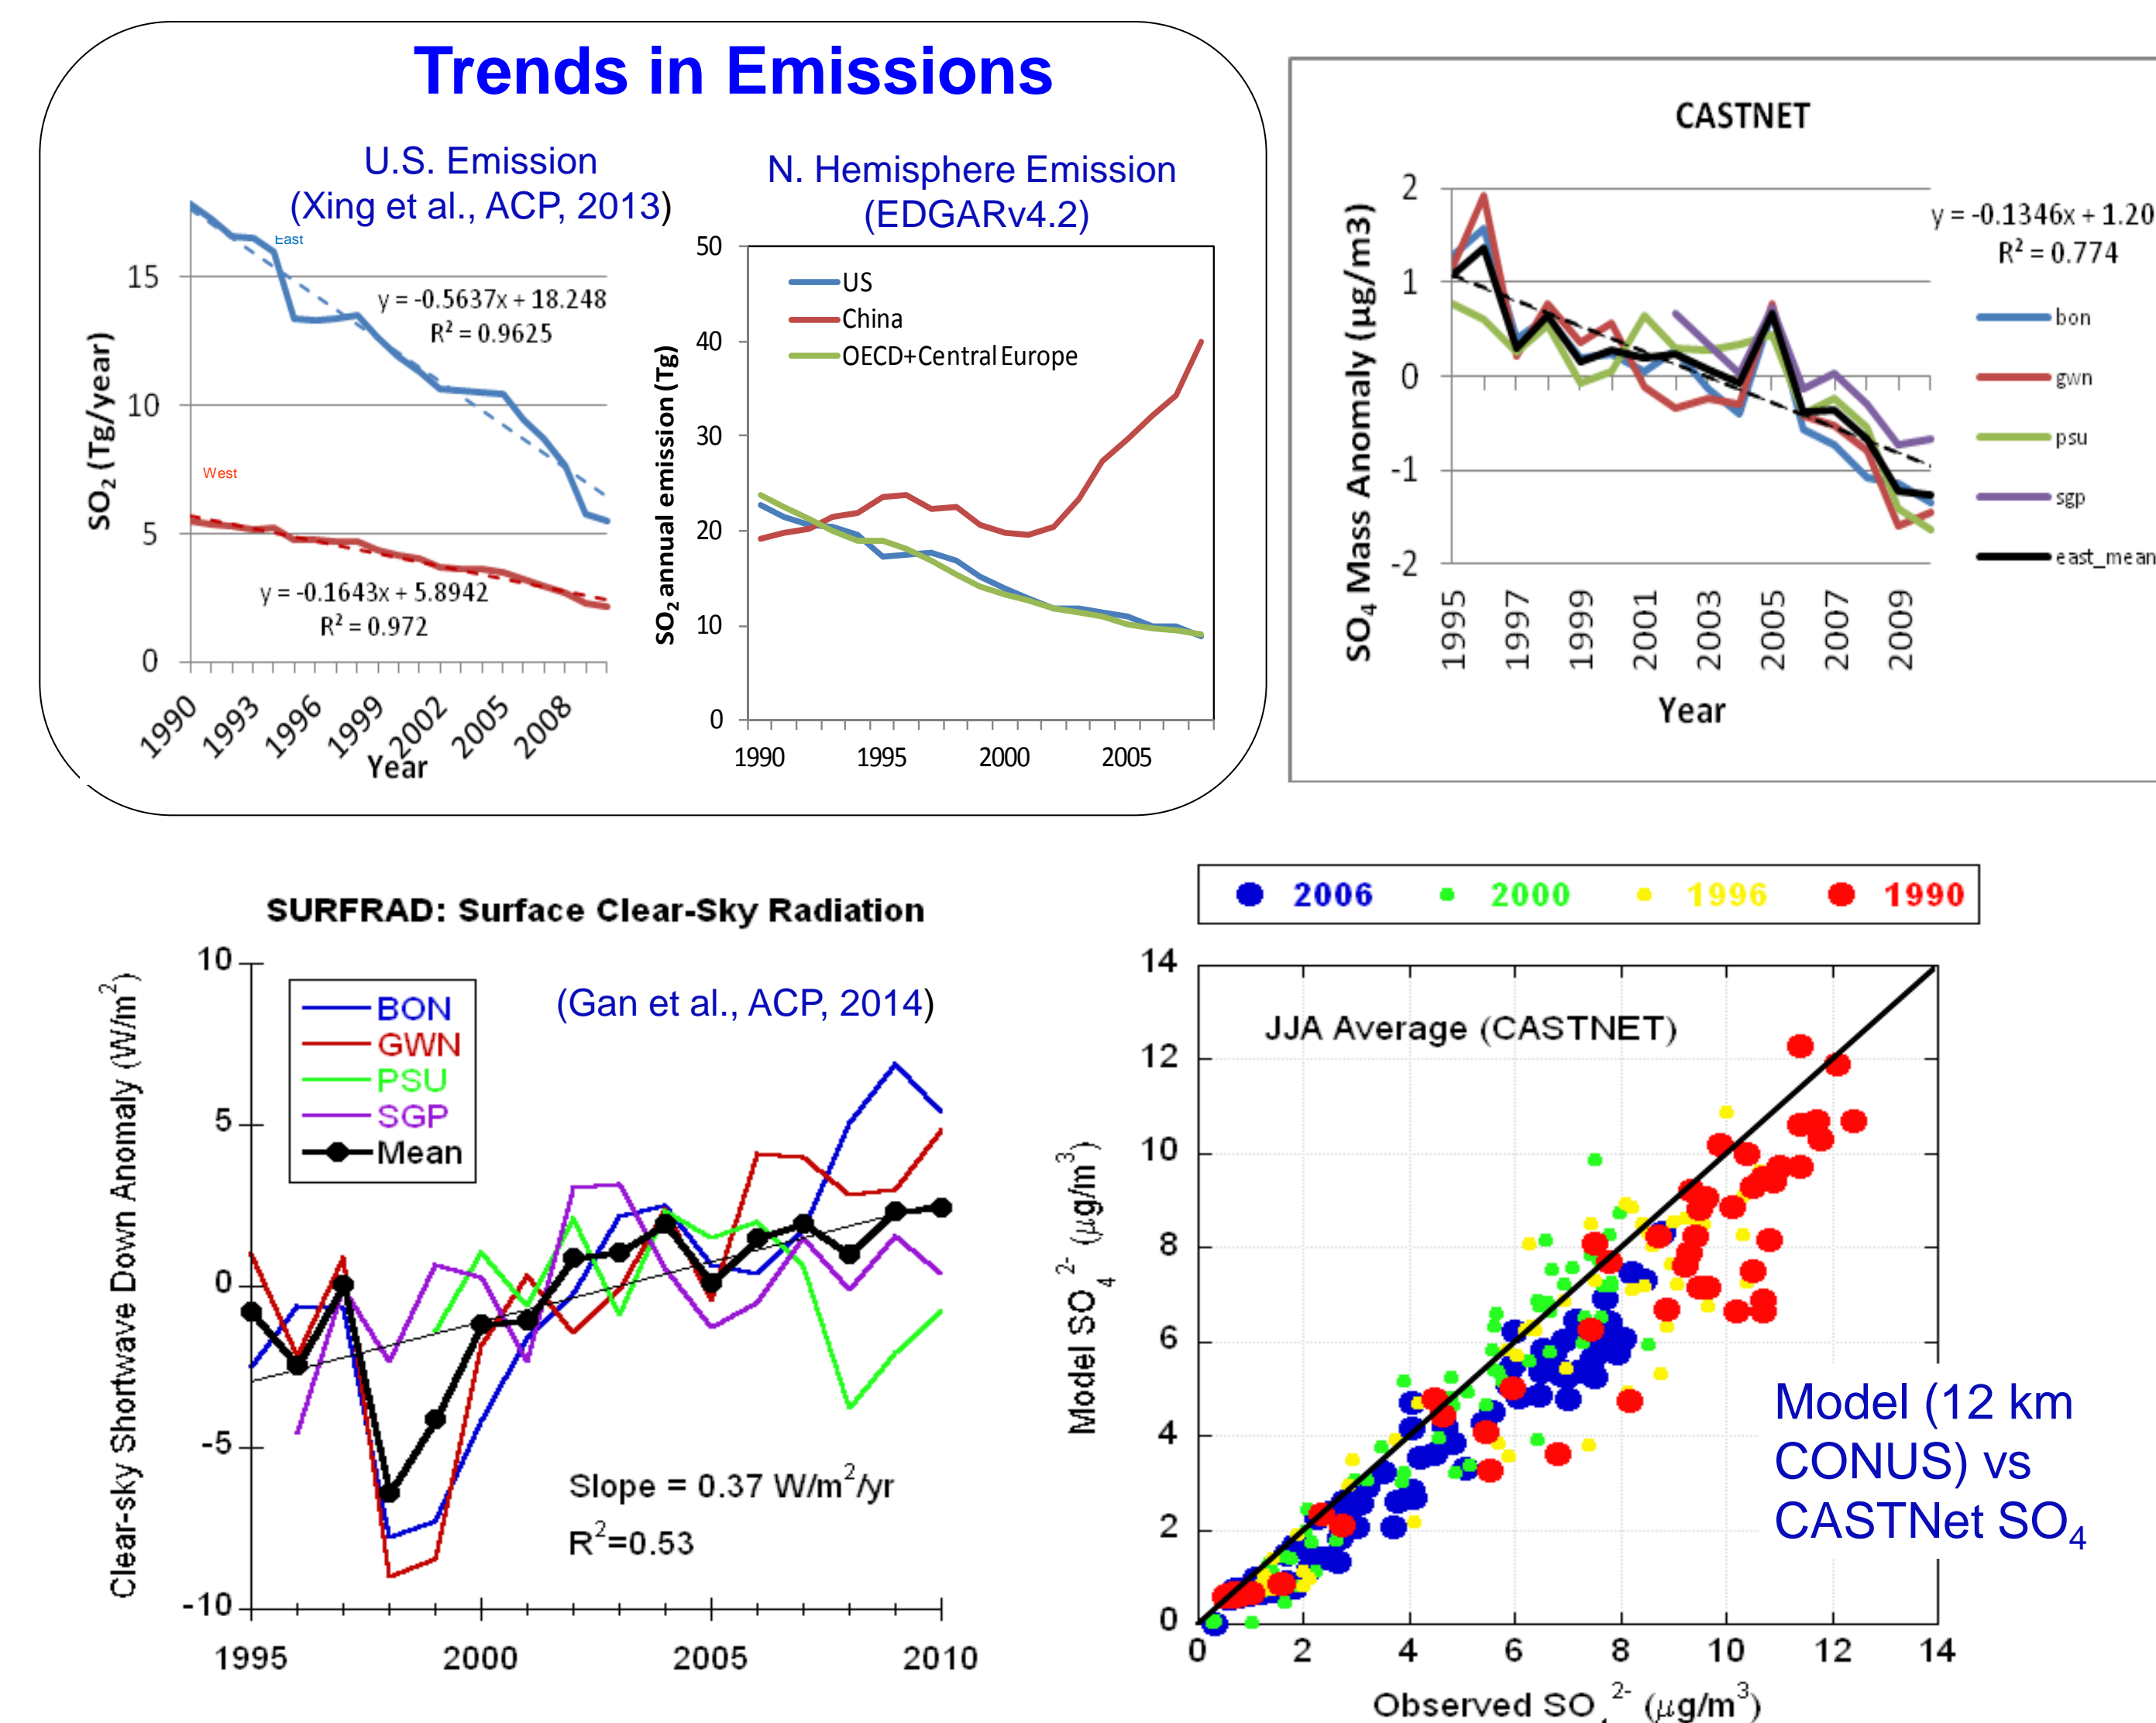 Trends in Emissions
U.S. Emission
(Xing et al., ACP, 2013)
East
15
y = -0.5637x + 18.248
R² = 0.9625
10
West
5
y = -0.1643x + 5.8942
R² = 0.972
0
SO₂ (Tg/year)
1990 1993 1996 1999 2002 2005 2008
Year
N. Hemisphere Emission
(EDGARv4.2)
50
US
China
40
OECD+Central Europe
30
20
10
0
SO₂ annual emission (Tg)
1990 1995 2000 2005
CASTNET
2
y = -0.1346x + 1.20
R² = 0.774
1
bon
0
gwn
psu
-1
sgp
-2
east_mean
SO₄ Mass Anomaly (µg/m3)
1995 1997 1999 2001 2003 2005 2007 2009
Year
SURFRAD: Surface Clear-Sky Radiation
10
(Gan et al., ACP, 2014)
BON
GWN
PSU
SGP
Mean
5
0
-5
Slope = 0.37 W/m²/yr
R²=0.53
-10
Clear-sky Shortwave Down Anomaly (W/m²)
1995 2000 2005 2010
2006 2000 1996 1990
14
JJA Average (CASTNET)
12
10
8
6
4
2
0
Model SO₄²⁻ (µg/m³)
Model (12 km
CONUS) vs
CASTNet SO₄
0 2 4 6 8 10 12 14
Observed SO₄²⁻ (µg/m³)